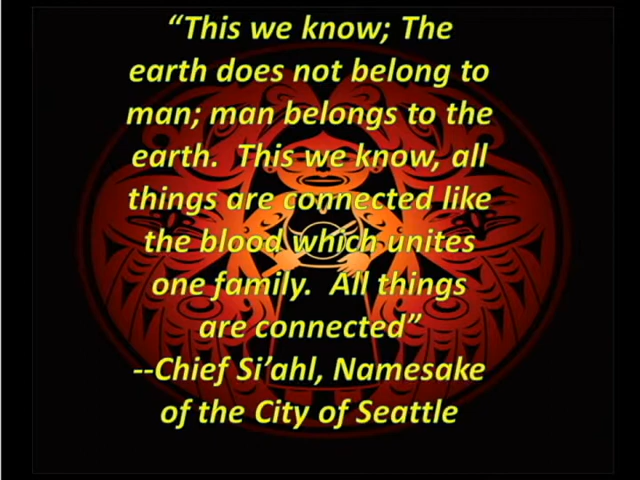 “This we know; The
earth does not belong to
man; man belongs to the
earth.  This we know, all
things are connected like
the blood which unites
one family.  All things
are connected”
--Chief Si’ahl, Namesake
of the City of Seattle